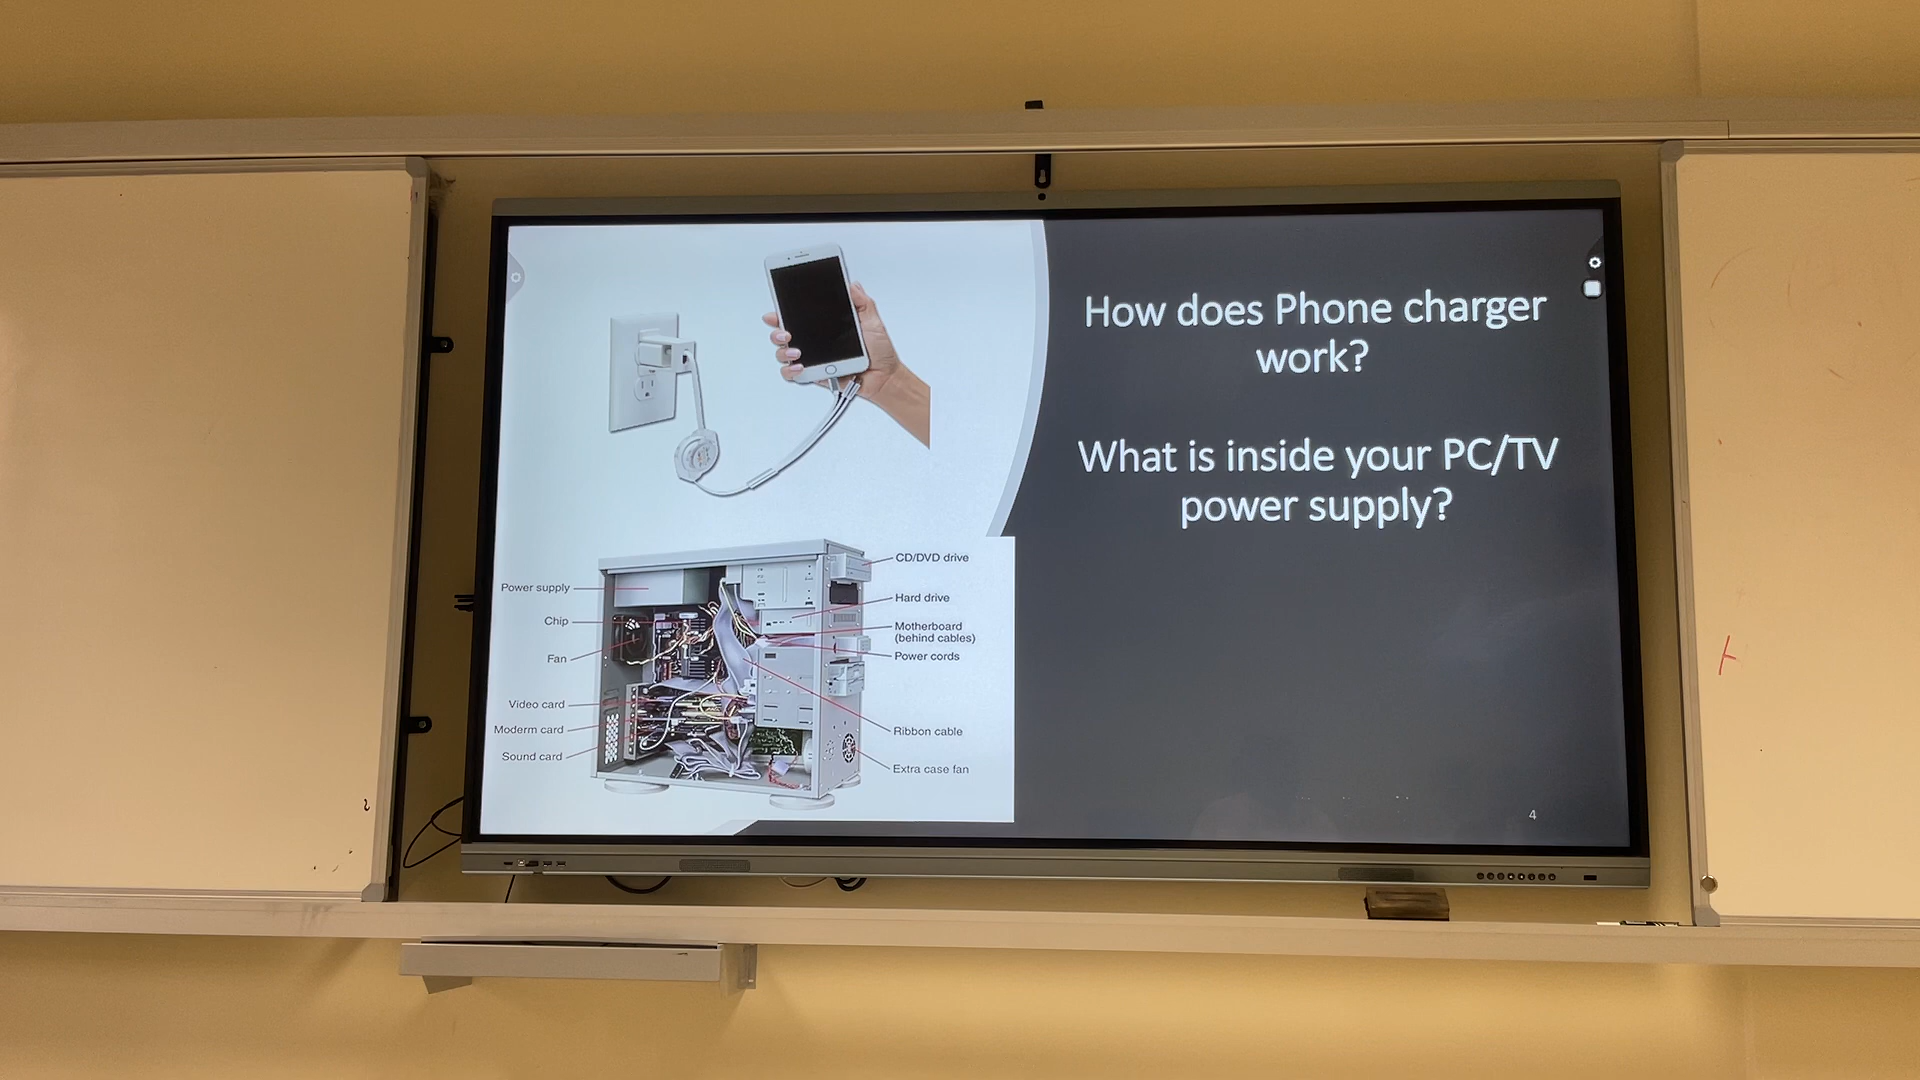 How does Phone charger
work?
What is inside your PC/TV
power supply?
Power supply
Chip
Fan
Video card
Moderm card
Sound card
CD/DVD drive
Hard drive
Motherboard
(behind cables)
Power cords
Ribbon cable
Extra case fan
4